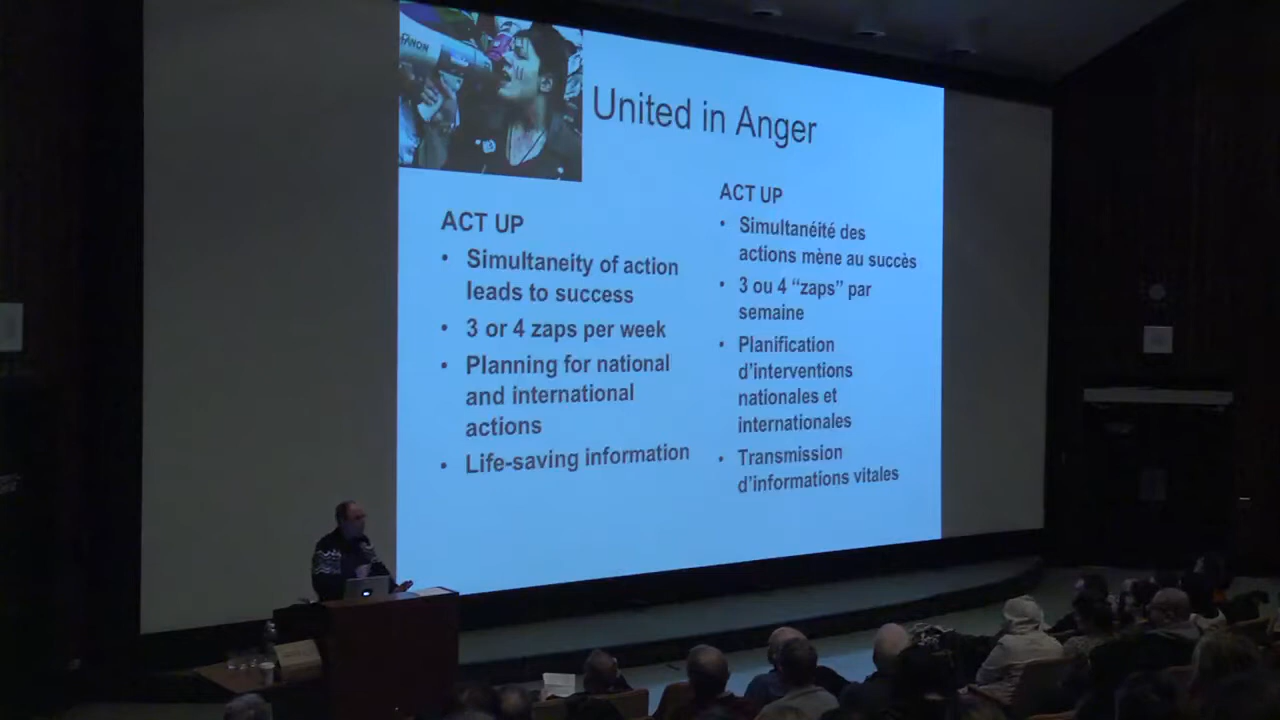 United in Anger
ACT UP
• Simultaneity of action
leads to success
• 3 or 4 zaps per week
• Planning for national
and international
actions
• Life-saving information
ACT UP
• Simultanéité des
actions mène au succès
• 3 ou 4 “zaps” par
semaine
• Planification
d’interventions
nationales et
internationales
• Transmission
d’informations vitales